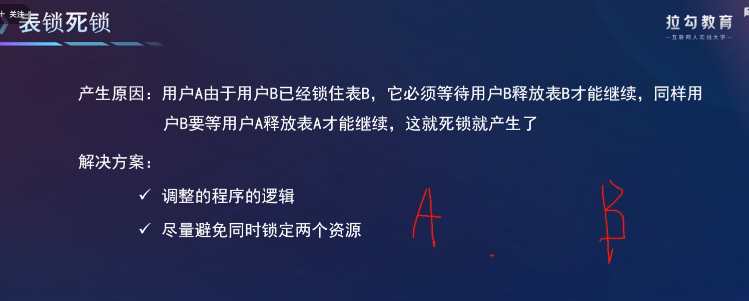 关注
表锁死锁
拉勾教育
—互联网人实战大学—
产生原因：用户A由于用户B已经锁住表B，它必须等待用户B释放表B才能继续，同样用
户B要等用户A释放表A才能继续，这就死锁就产生了
解决方案：
✓ 调整的程序的逻辑
✓ 尽量避免同时锁定两个资源
A B